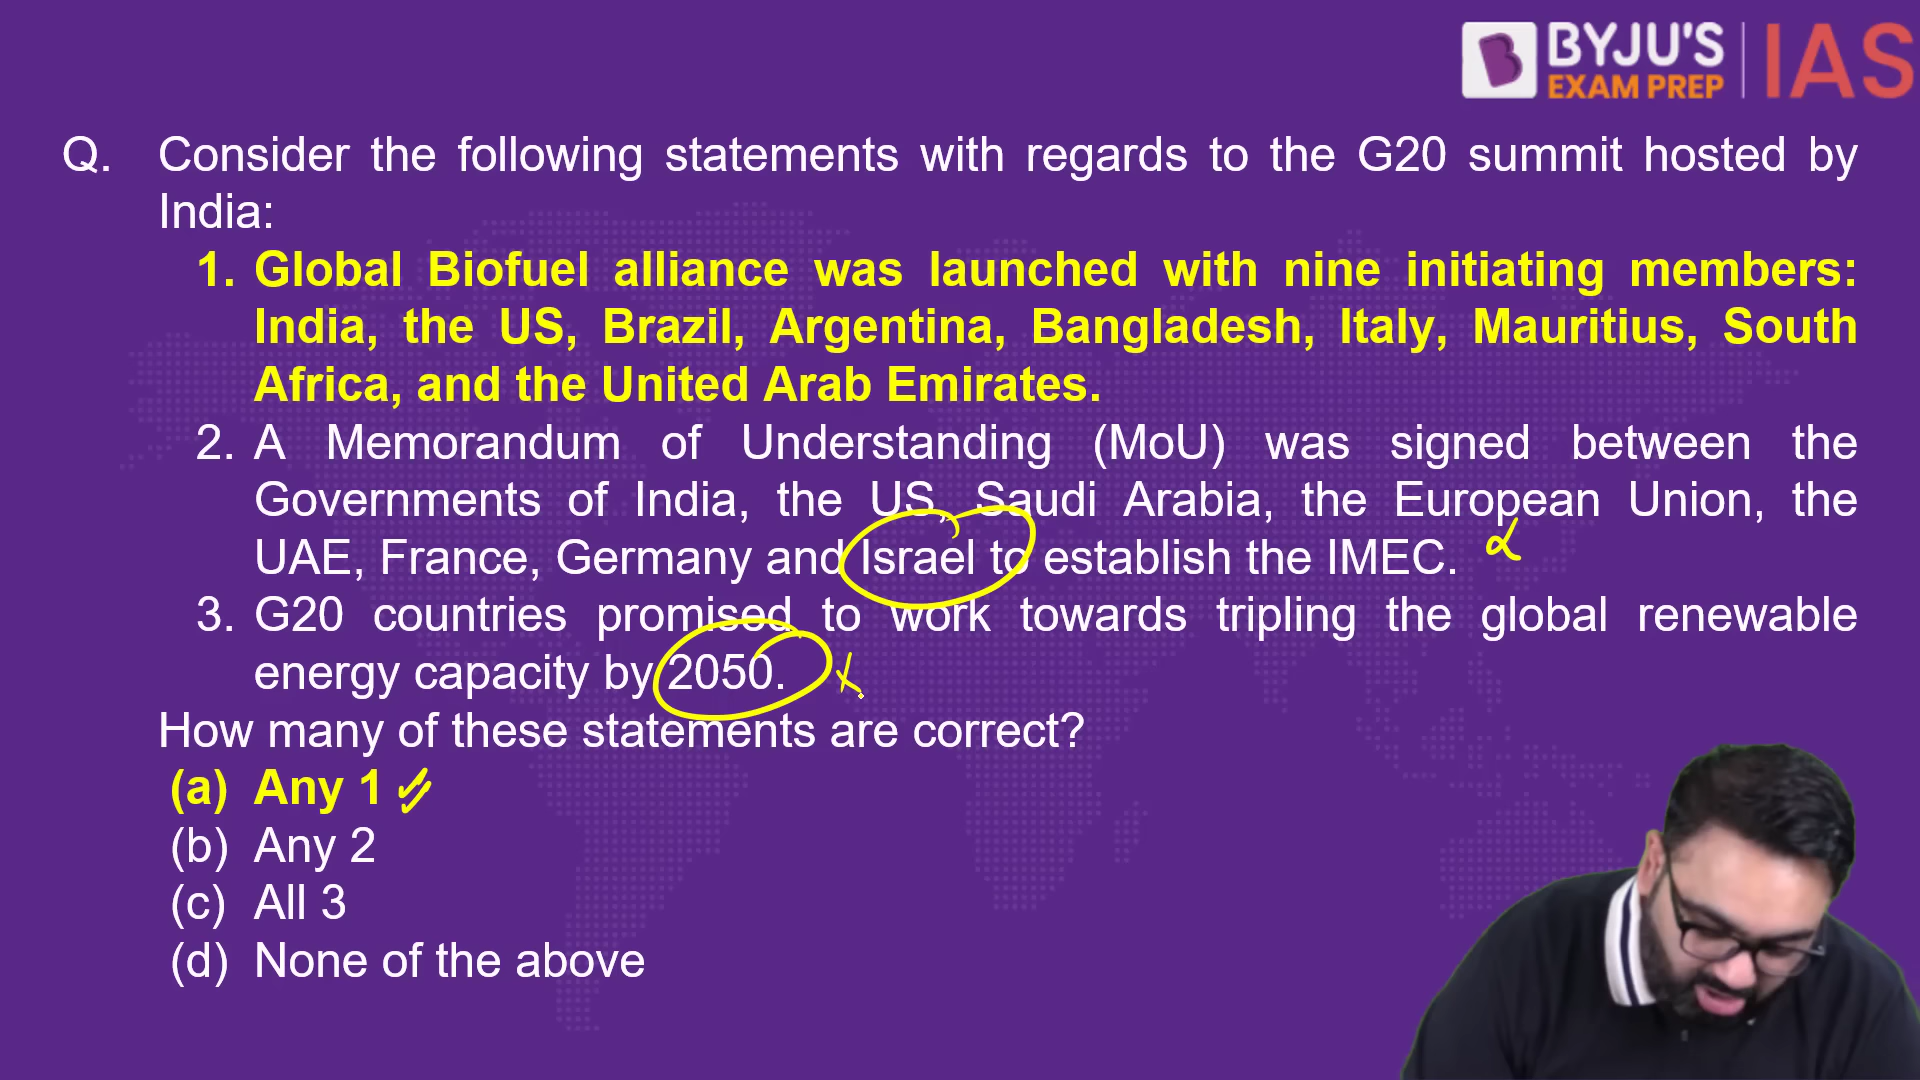 BYJU'S
EXAM PREP
IAS
Q. Consider the following statements with regards to the G20 summit hosted by
India:
1. Global Biofuel alliance was launched with nine initiating members:
India, the US, Brazil, Argentina, Bangladesh, Italy, Mauritius, South
Africa, and the United Arab Emirates.
2. A Memorandum of Understanding (MoU) was signed between the
Governments of India, the US, Saudi Arabia, the European Union, the
UAE, France, Germany and Israel to establish the IMEC.
3. G20 countries promised to work towards tripling the global renewable
energy capacity by 2050.
How many of these statements are correct?
(a) Any 1
(b) Any 2
(c) All 3
(d) None of the above